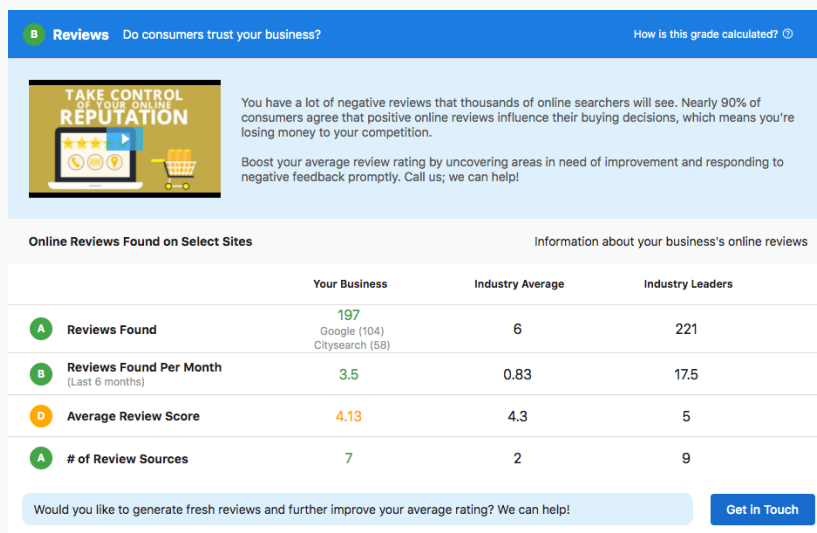 B Reviews Do consumers trust your business? How is this grade calculated? ?
TAKE CONTROL
OF YOUR ONLINE
REPUTATION
You have a lot of negative reviews that thousands of online searchers will see. Nearly 90% of
consumers agree that positive online reviews influence their buying decisions, which means you're
losing money to your competition.
Boost your average review rating by uncovering areas in need of improvement and responding to
negative feedback promptly. Call us; we can help!
Online Reviews Found on Select Sites Information about your business's online reviews
Your Business Industry Average Industry Leaders
A Reviews Found 197 6 221
Google (104)
Citysearch (58)
B Reviews Found Per Month 3.5 0.83 17.5
(Last 6 months)
D Average Review Score 4.13 4.3 5
A # of Review Sources 7 2 9
Would you like to generate fresh reviews and further improve your average rating? We can help! Get in Touch